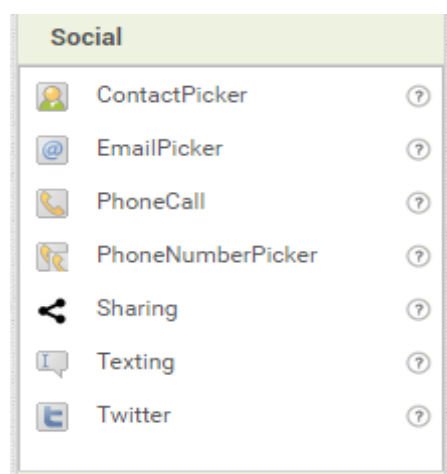 Social
ContactPicker ?
EmailPicker ?
PhoneCall ?
PhoneNumberPicker ?
Sharing ?
Texting ?
Twitter ?